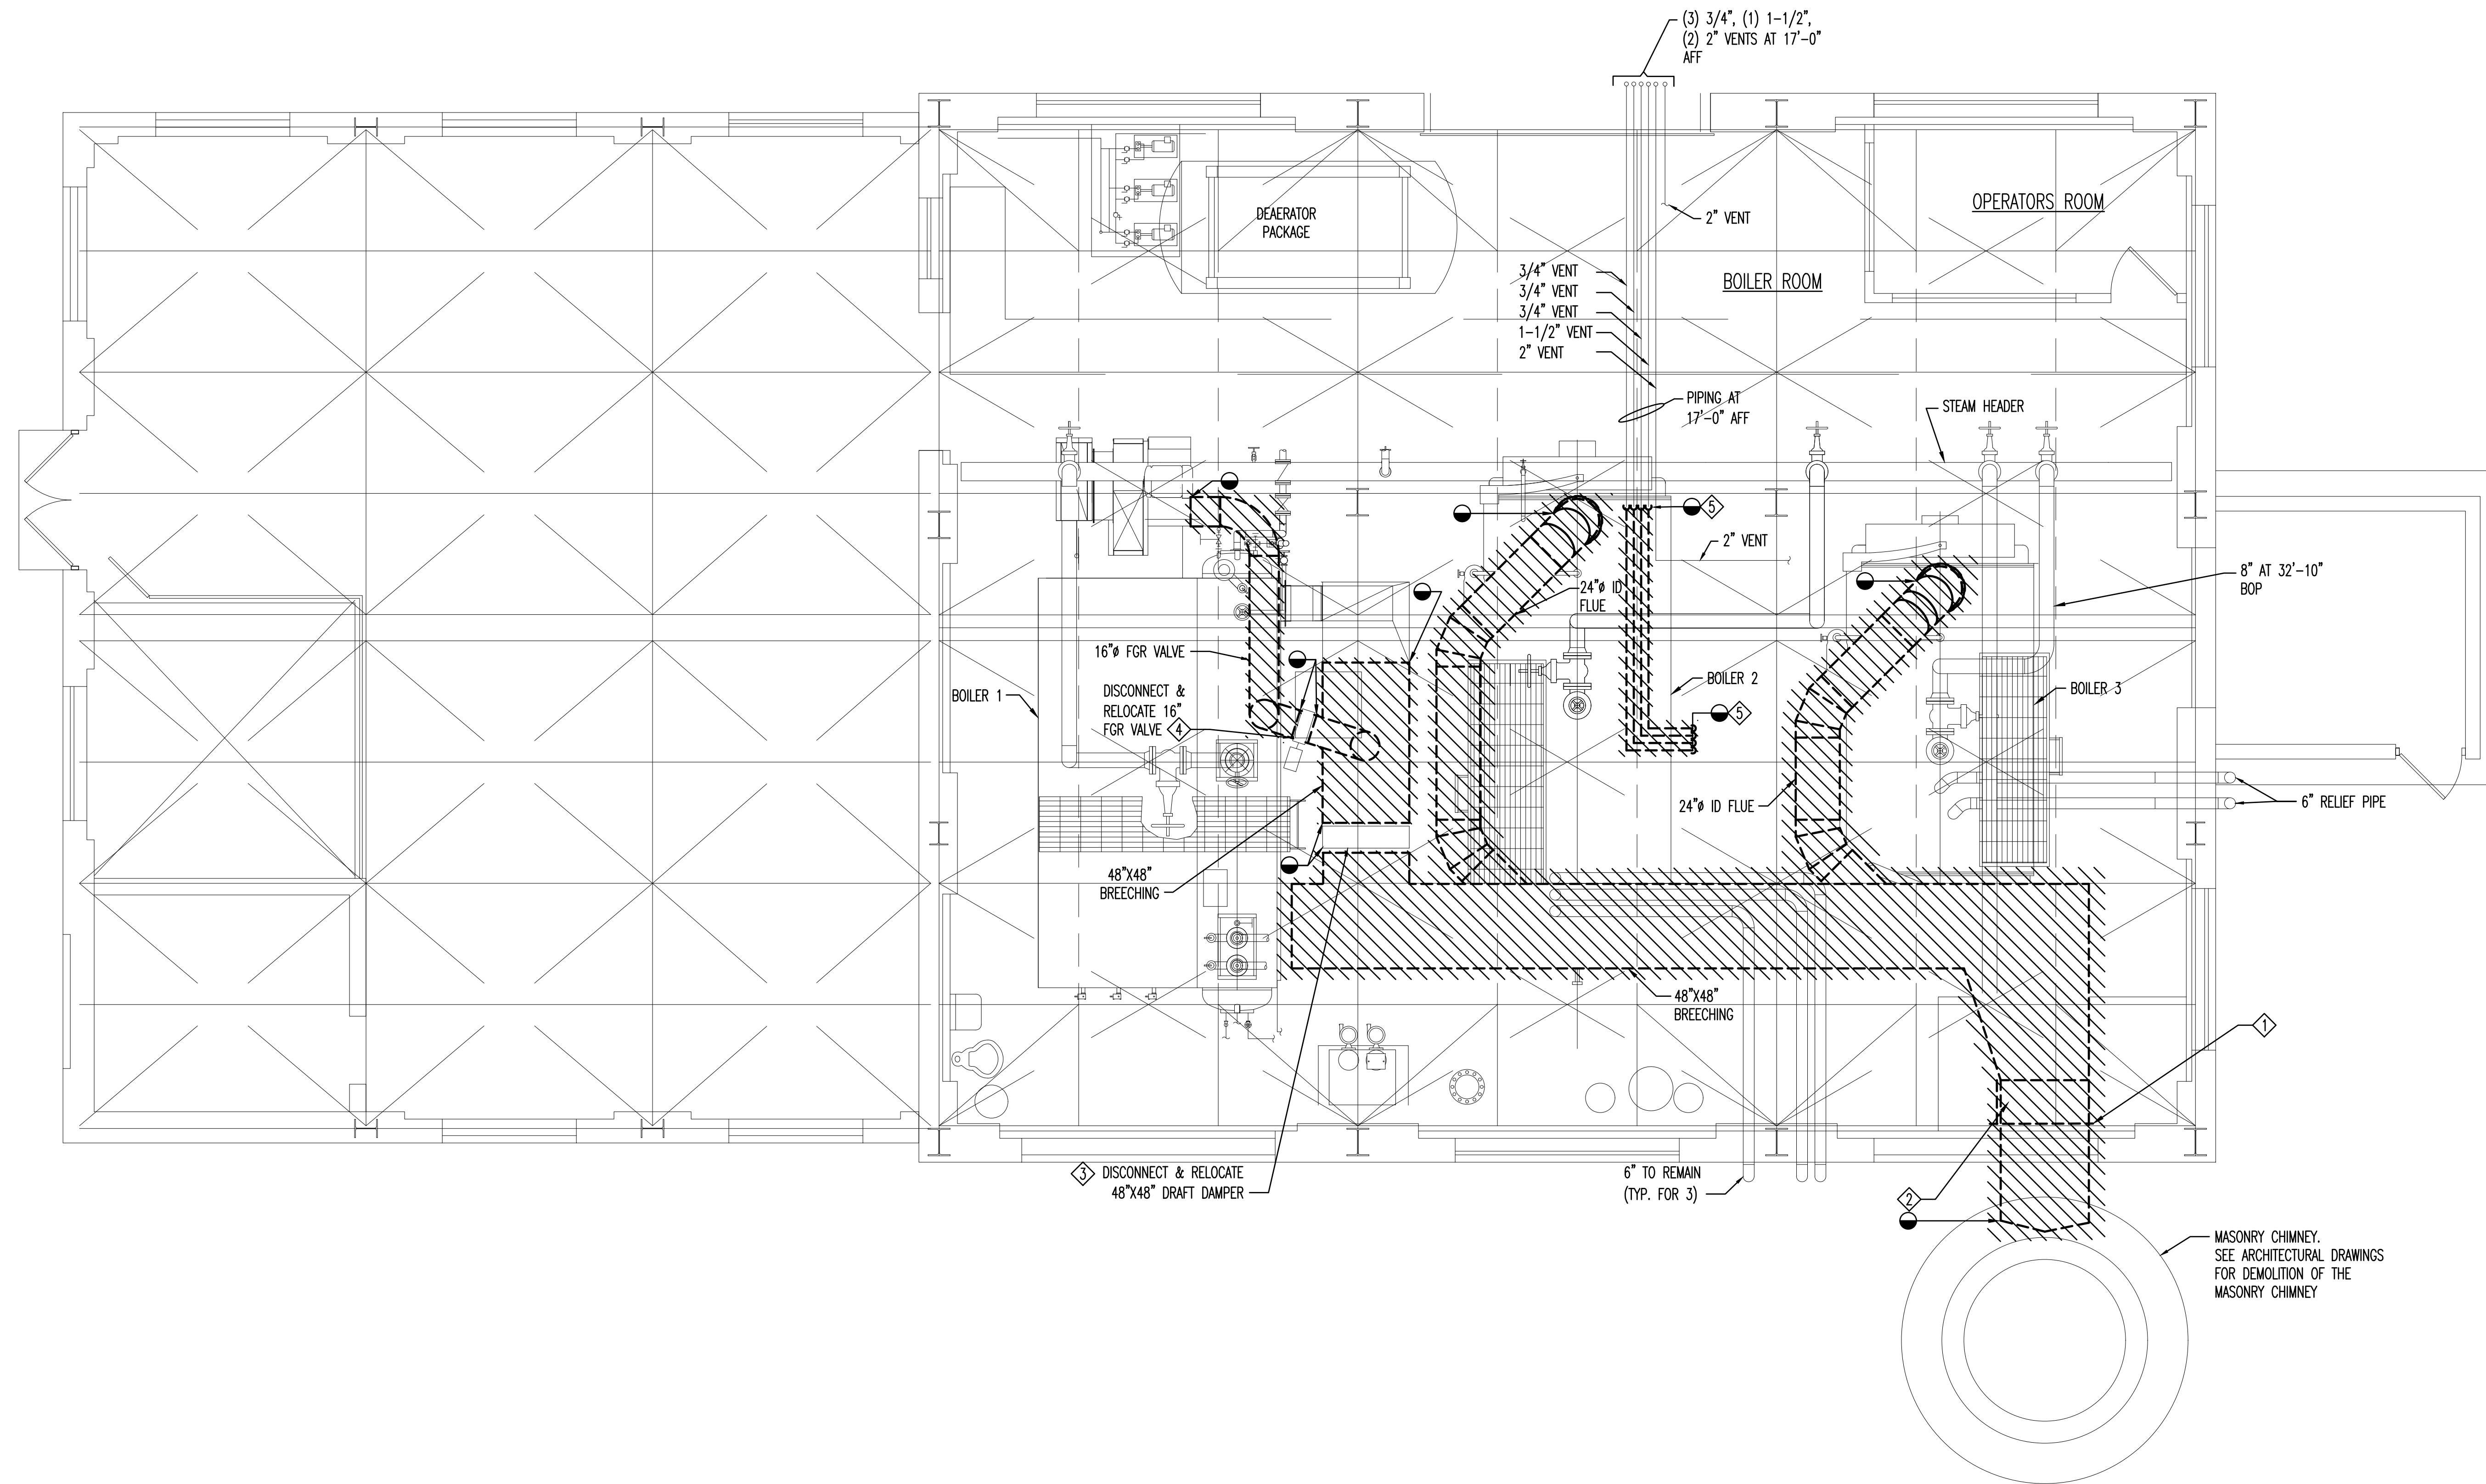 (3) 3/4", (1) 1-1/2",
(2) 2" VENTS AT 17'-0"
AFF
OPERATORS ROOM
DEAERATOR
PACKAGE
2" VENT
BOILER ROOM
3/4" VENT
3/4" VENT
3/4" VENT
1-1/2" VENT
2" VENT
PIPING AT
17'-0" AFF
STEAM HEADER
5
2" VENT
8" AT 32'-10"
BOP
24"ø ID
FLUE
16"ø FGR VALVE
BOILER 1
DISCONNECT &
RELOCATE 16"
FGR VALVE 4
BOILER 2
BOILER 3
5
24"ø ID FLUE
6" RELIEF PIPE
48"X48"
BREECHING
48"X48"
BREECHING
1
3 DISCONNECT & RELOCATE
48"X48" DRAFT DAMPER
6" TO REMAIN
(TYP. FOR 3)
2
MASONRY CHIMNEY.
SEE ARCHITECTURAL DRAWINGS
FOR DEMOLITION OF THE
MASONRY CHIMNEY